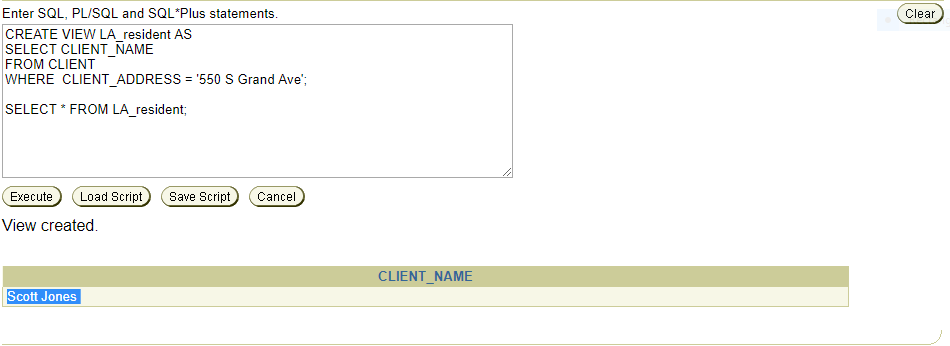 Enter SQL, PL/SQL and SQL*Plus statements.
Clear
CREATE VIEW LA_resident AS
SELECT CLIENT_NAME
FROM CLIENT
WHERE  CLIENT_ADDRESS = '550 S Grand Ave';
SELECT * FROM LA_resident;
Execute Load Script Save Script Cancel
View created.
CLIENT_NAME
Scott Jones